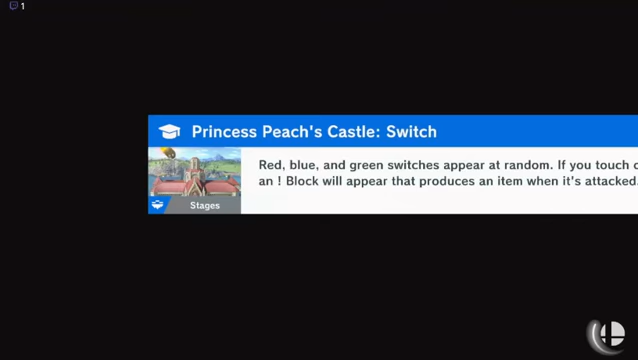 1
Princess Peach's Castle: Switch
Red, blue, and green switches appear at random. If you touch
an ! Block will appear that produces an item when it's attacked.
Stages